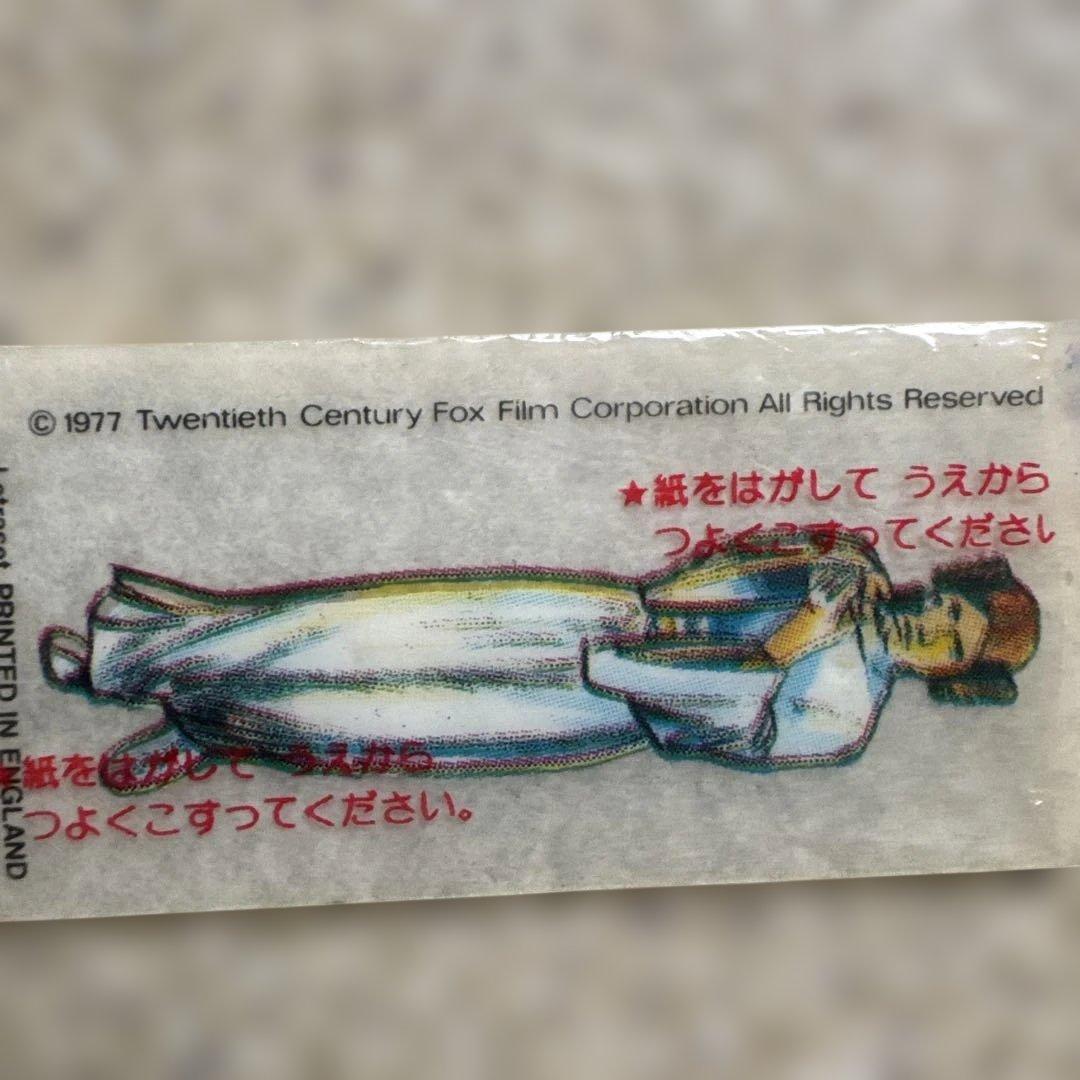 © 1977 Twentieth Century Fox Film Corporation All Rights Reserved
★紙をはがして うえから
つよくこすってくださ
Letraset PRINTED IN ENGLAND
紙をはがして うえから
つよくこすってください。